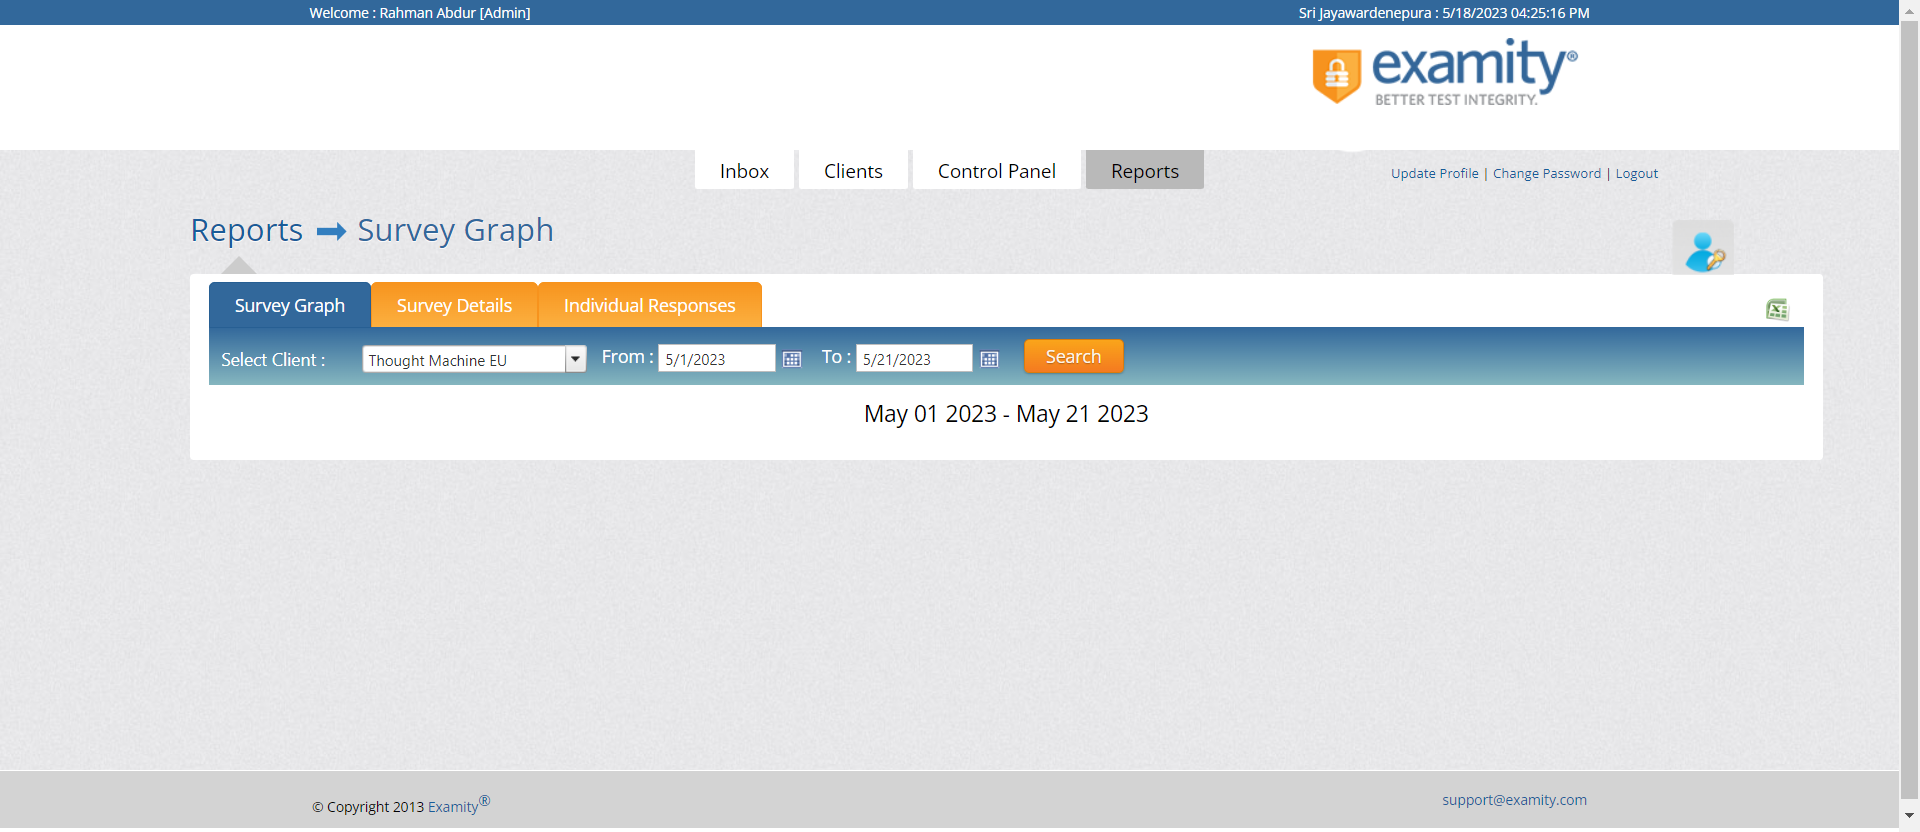 Welcome : Rahman Abdur [Admin]
Sri Jayawardenepura : 5/18/2023 04:25:16 PM
examity®
BETTER TEST INTEGRITY.
Inbox
Clients
Control Panel
Reports
Update Profile | Change Password | Logout
Reports Survey Graph
Survey Graph
Survey Details
Individual Responses
Select Client :
Thought Machine EU
From :
5/1/2023
To :
5/21/2023
Search
May 01 2023 - May 21 2023
© Copyright 2013 Examity®
support@examity.com